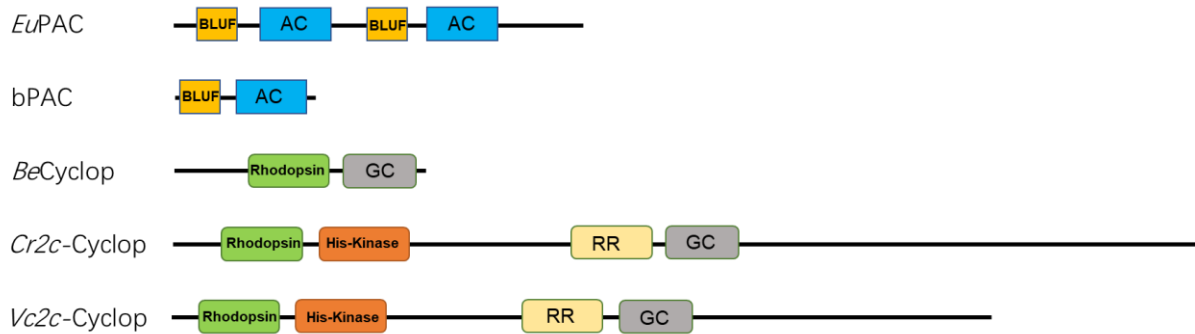 EuPAC BLUF AC BLUF AC
bPAC BLUF AC
BeCyclop Rhodopsin GC
Cr2c-Cyclop Rhodopsin His-Kinase RR GC
Vc2c-Cyclop Rhodopsin His-Kinase RR GC